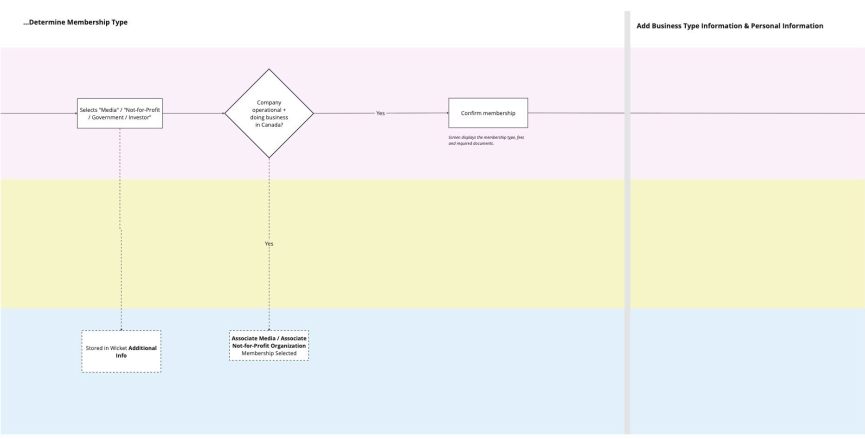 ...Determine Membership Type
Add Business Type Information & Personal Information
Selects "Media" / "Not-for-Profit
/ Government / Investor"
Company
operational +
doing business
in Canada?
Yes
Confirm membership
Screen displays the membership type, fees
and required documents.
Yes
Stored in Wicket Additional
Info
Associate Media / Associate
Not-for-Profit Organization
Membership Selected